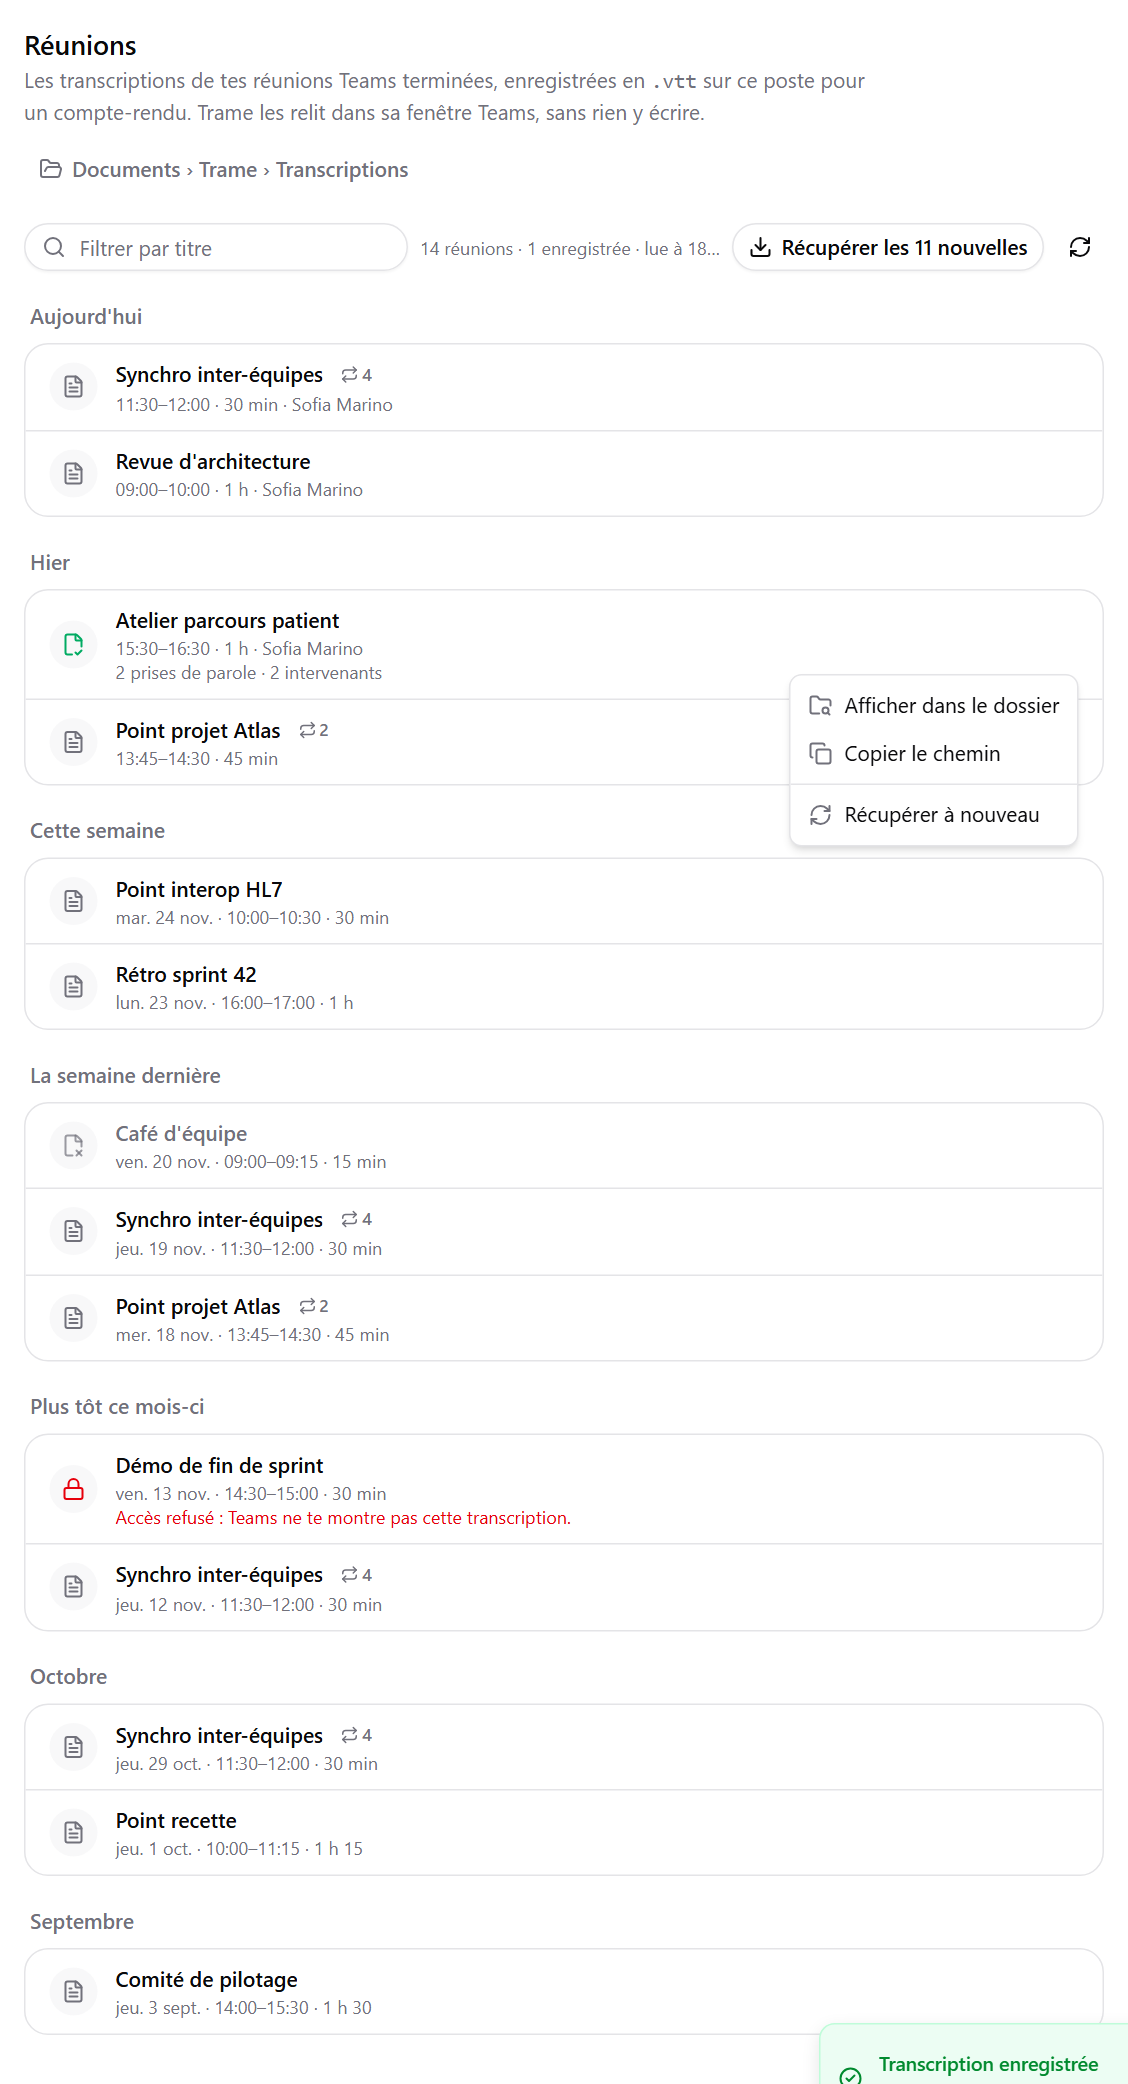 Réunions
Les transcriptions de tes réunions Teams terminées, enregistrées en .vtt sur ce poste pour
un compte-rendu. Trame les relit dans sa fenêtre Teams, sans rien y écrire.
Documents › Trame › Transcriptions
Filtrer par titre
14 réunions · 1 enregistrée · lue à 18...
Récupérer les 11 nouvelles
Aujourd'hui
Synchro inter-équipes 4
11:30–12:00 · 30 min · Sofia Marino
Revue d'architecture
09:00–10:00 · 1 h · Sofia Marino
Hier
Atelier parcours patient
15:30–16:30 · 1 h · Sofia Marino
2 prises de parole · 2 intervenants
Point projet Atlas 2
13:45–14:30 · 45 min
Afficher dans le dossier
Copier le chemin
Récupérer à nouveau
Cette semaine
Point interop HL7
mar. 24 nov. · 10:00–10:30 · 30 min
Rétro sprint 42
lun. 23 nov. · 16:00–17:00 · 1 h
La semaine dernière
Café d'équipe
ven. 20 nov. · 09:00–09:15 · 15 min
Synchro inter-équipes 4
jeu. 19 nov. · 11:30–12:00 · 30 min
Point projet Atlas 2
mer. 18 nov. · 13:45–14:30 · 45 min
Plus tôt ce mois-ci
Démo de fin de sprint
ven. 13 nov. · 14:30–15:00 · 30 min
Accès refusé : Teams ne te montre pas cette transcription.
Synchro inter-équipes 4
jeu. 12 nov. · 11:30–12:00 · 30 min
Octobre
Synchro inter-équipes 4
jeu. 29 oct. · 11:30–12:00 · 30 min
Point recette
jeu. 1 oct. · 10:00–11:15 · 1 h 15
Septembre
Comité de pilotage
jeu. 3 sept. · 14:00–15:30 · 1 h 30
Transcription enregistrée